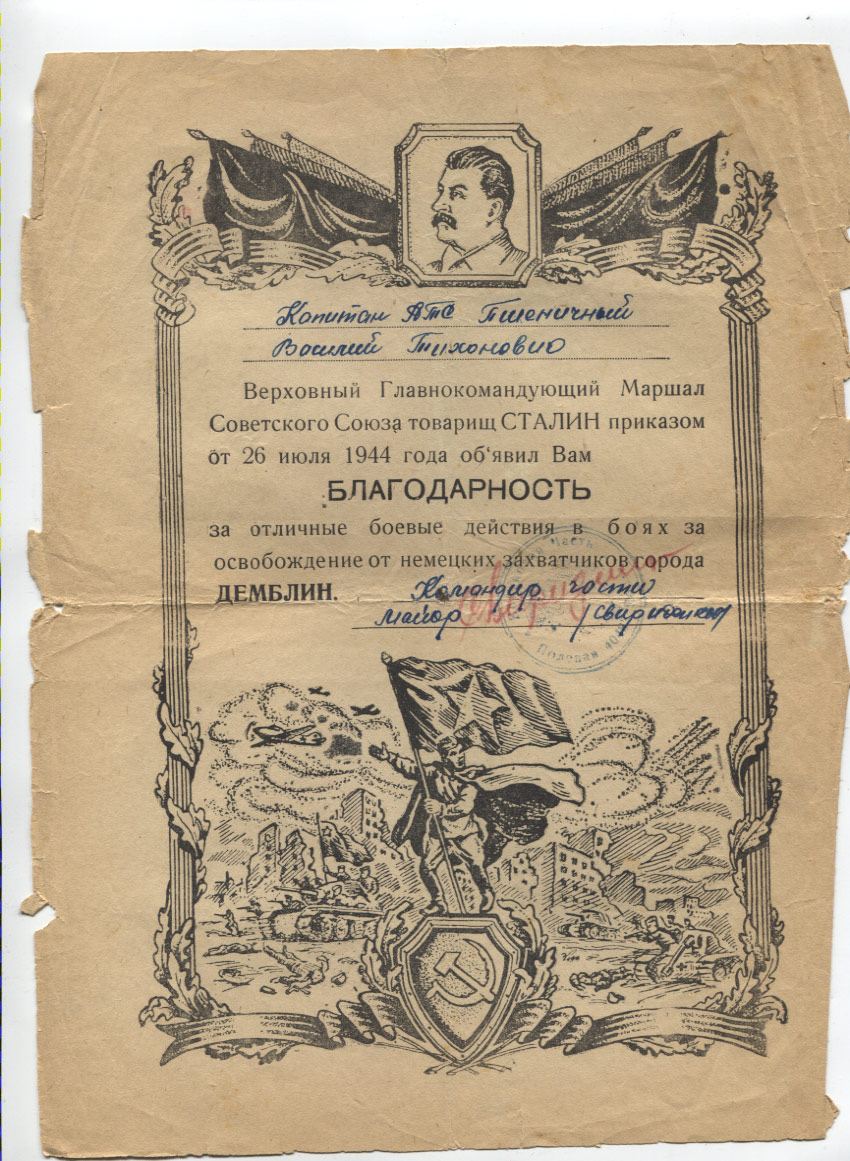 Капитан АТС Пшеничный
Василий Тихонович
Верховный Главнокомандующий Маршал
Советского Союза товарищ СТАЛИН приказом
от 26 июля 1944 года об‘явил Вам
БЛАГОДАРНОСТЬ
за отличные боевые действия в боях за
освобождение от немецких захватчиков города
ДЕМБЛИН. Командир части
майор
Полевая